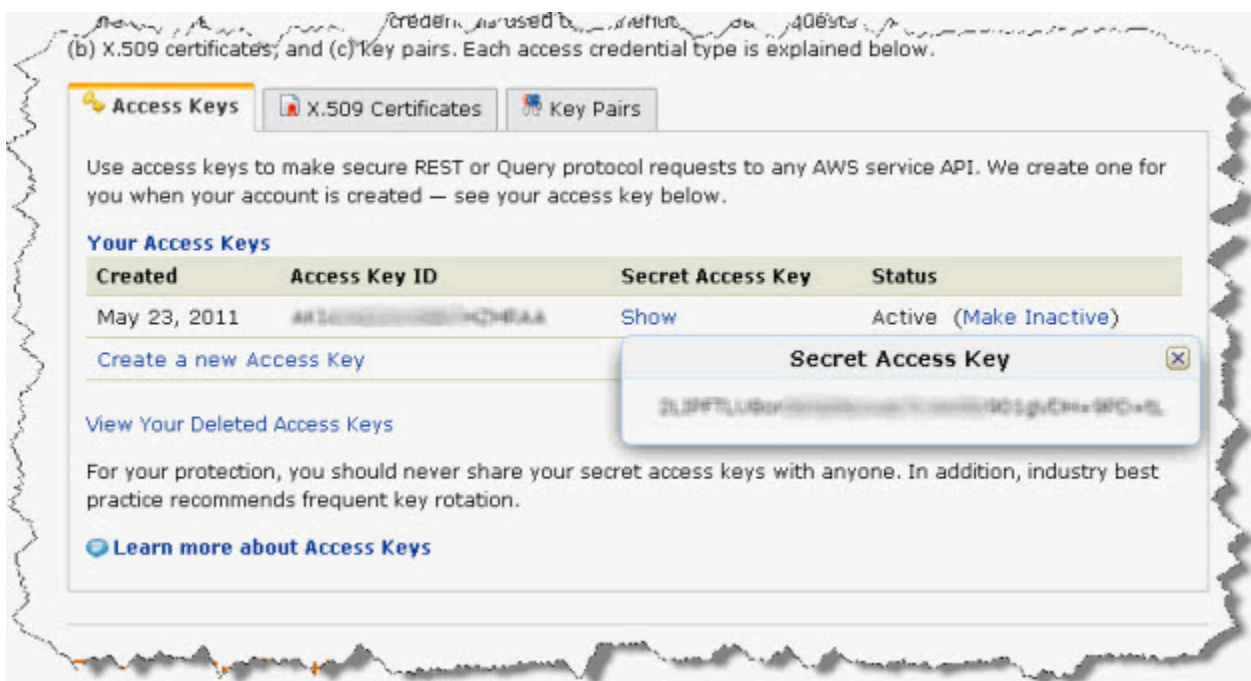 (b) X.509 certificates, and (c) key pairs. Each access credential type is explained below.
Access Keys
X.509 Certificates
Key Pairs
Use access keys to make secure REST or Query protocol requests to any AWS service API. We create one for
you when your account is created — see your access key below.
Your Access Keys
Created Access Key ID Secret Access Key Status
May 23, 2011 Show Active (Make Inactive)
Create a new Access Key
Secret Access Key
View Your Deleted Access Keys
For your protection, you should never share your secret access keys with anyone. In addition, industry best
practice recommends frequent key rotation.
Learn more about Access Keys